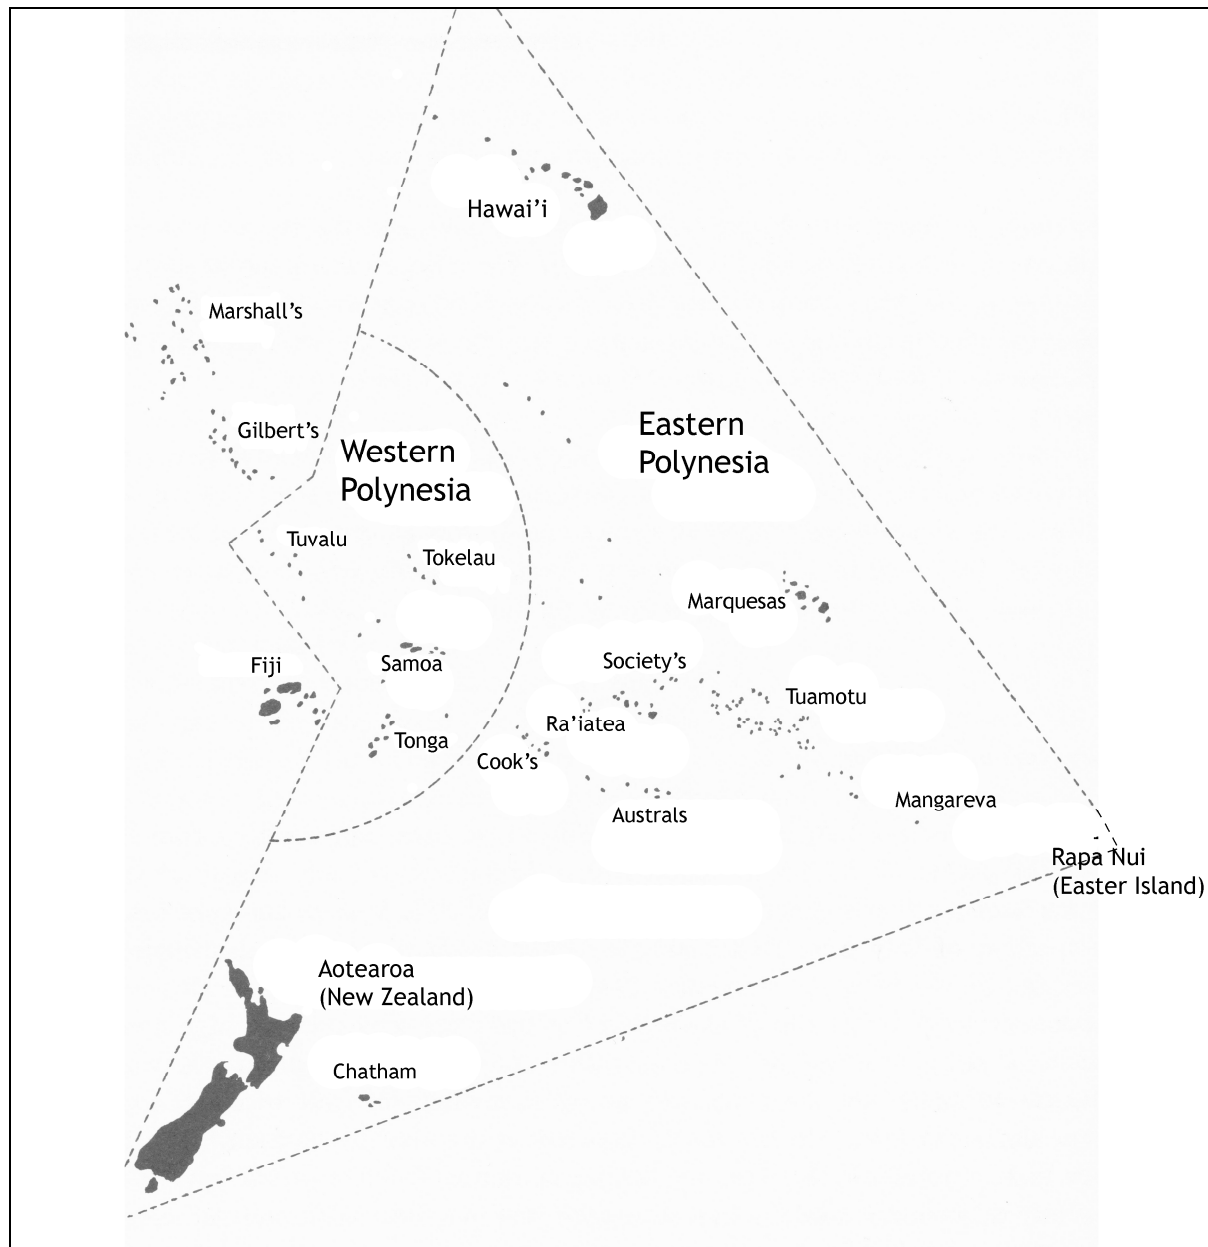 Hawai’i
Marshall’s
Gilbert’s
Eastern
Polynesia
Western
Polynesia
Tuvalu
Tokelau
Marquesas
Fiji
Samoa
Society’s
Tuamotu
Ra’iatea
Tonga
Cook’s
Mangareva
Australs
Rapa Nui
(Easter Island)
Aotearoa
(New Zealand)
Chatham